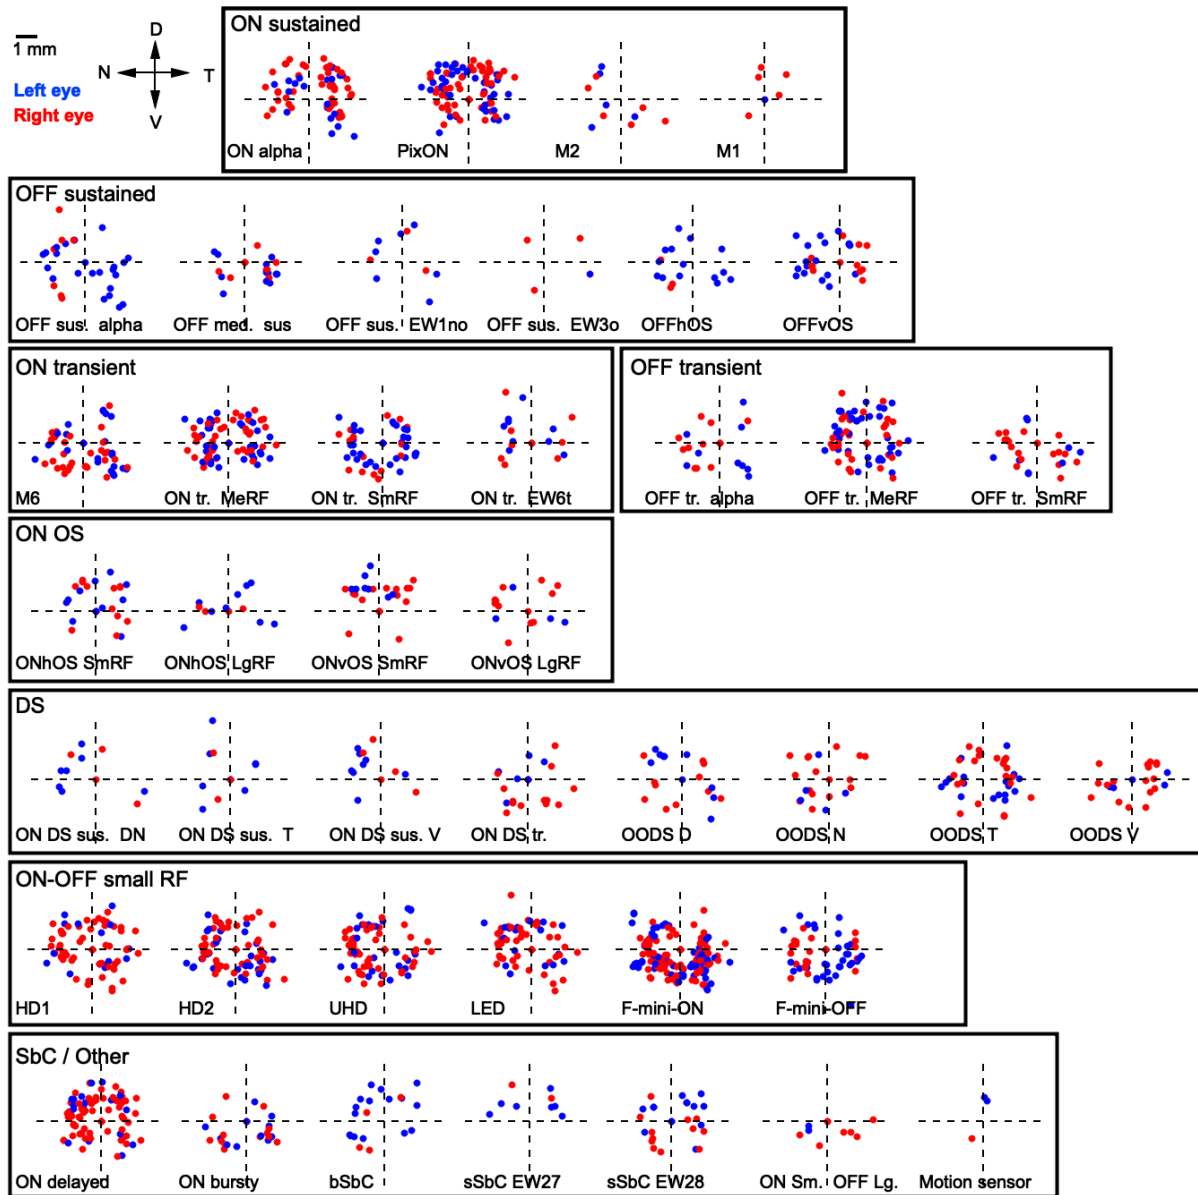 ON sustained
1 mm
D
N
T
V
Left eye
Right eye
ON alpha
PixON
M2
M1
OFF sustained
OFF sus. alpha
OFF med. sus
OFF sus. EW1no
OFF sus. EW3o
OFFhOS
OFFvOS
ON transient
M6
ON tr. MeRF
ON tr. SmRF
ON tr. EW6t
OFF transient
OFF tr. alpha
OFF tr. MeRF
OFF tr. SmRF
ON OS
ONhOS SmRF
ONhOS LgRF
ONvOS SmRF
ONvOS LgRF
DS
ON DS sus. DN
ON DS sus. T
ON DS sus. V
ON DS tr.
OODS D
OODS N
OODS T
OODS V
ON-OFF small RF
HD1
HD2
UHD
LED
F-mini-ON
F-mini-OFF
SbC / Other
ON delayed
ON bursty
bSbC
sSbC EW27
sSbC EW28
ON Sm. OFF Lg.
Motion sensor